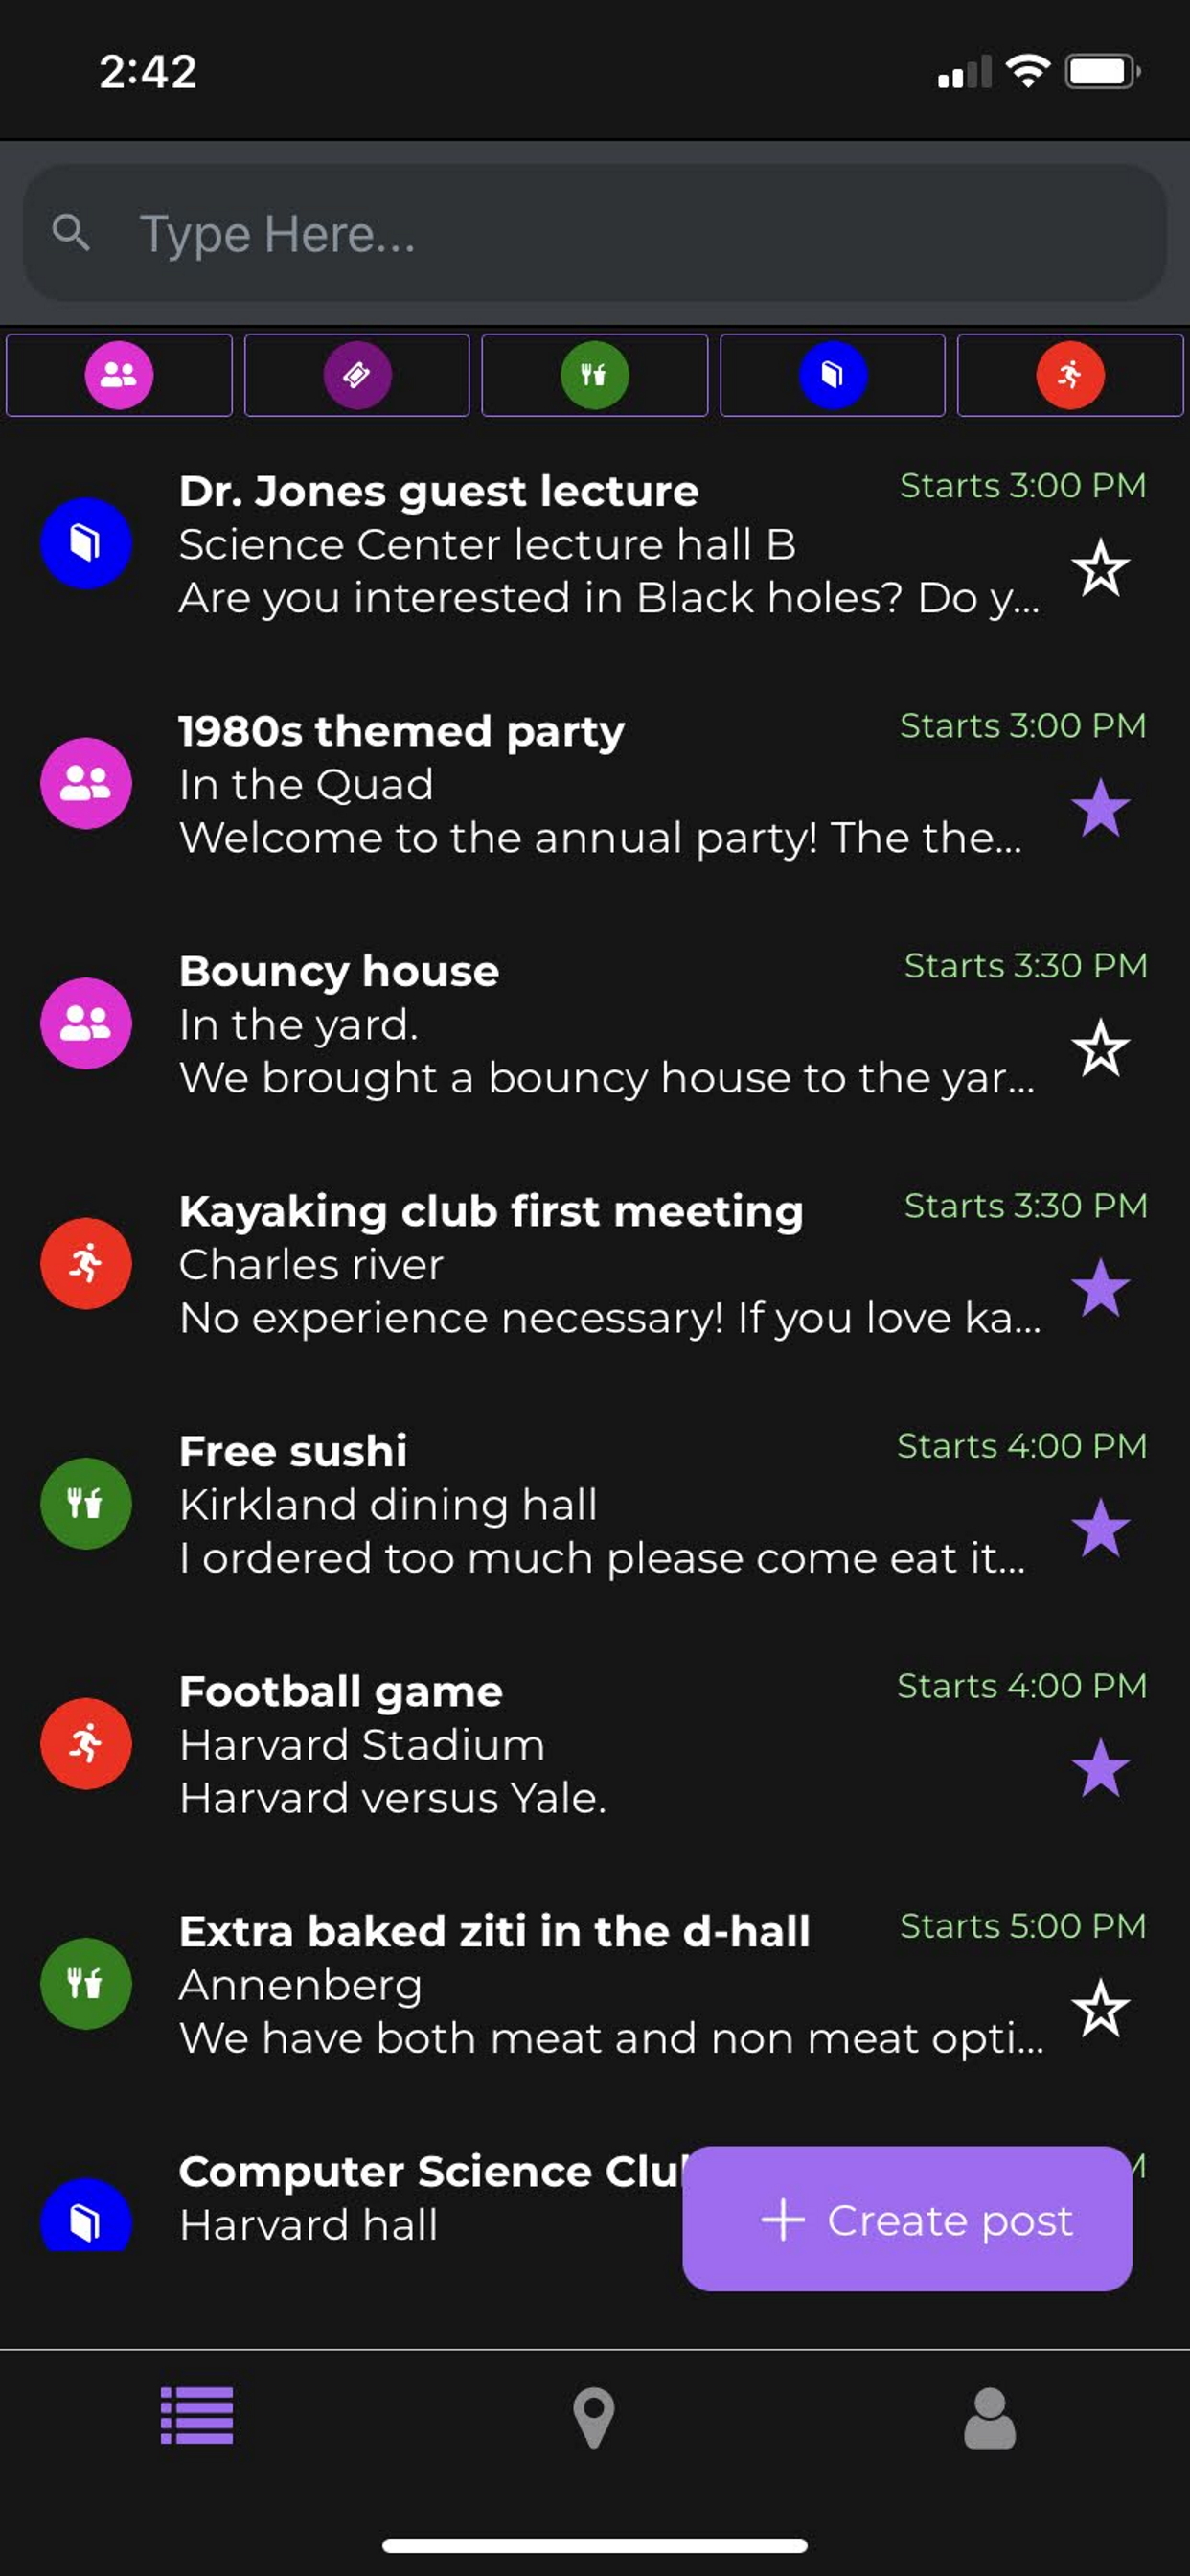 2:42
Type Here...
Dr. Jones guest lecture
Starts 3:00 PM
Science Center lecture hall B
Are you interested in Black holes? Do y...
1980s themed party
Starts 3:00 PM
In the Quad
Welcome to the annual party! The the...
Bouncy house
Starts 3:30 PM
In the yard.
We brought a bouncy house to the yar...
Kayaking club first meeting
Starts 3:30 PM
Charles river
No experience necessary! If you love ka...
Free sushi
Starts 4:00 PM
Kirkland dining hall
I ordered too much please come eat it...
Football game
Starts 4:00 PM
Harvard Stadium
Harvard versus Yale.
Extra baked ziti in the d-hall
Starts 5:00 PM
Annenberg
We have both meat and non meat opti...
Computer Science
Harvard hall
+ Create post